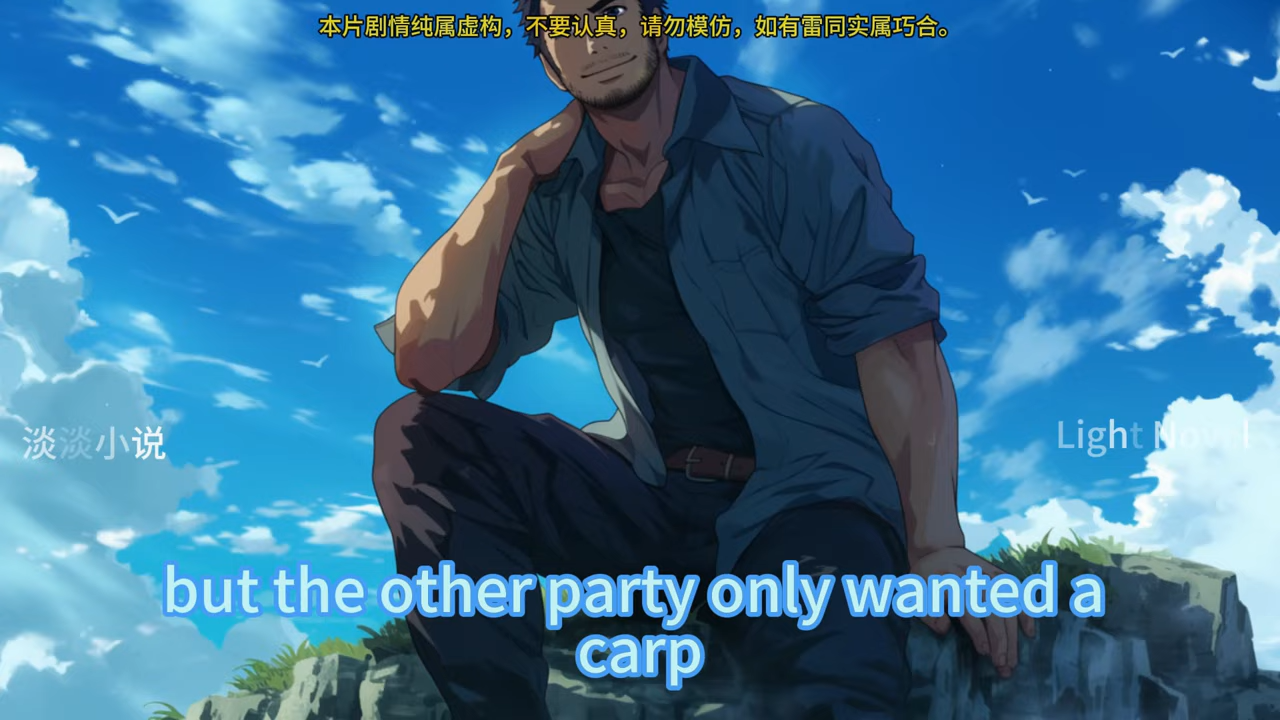 本片剧情纯属虚构，不要认真，请勿模仿，如有雷同实属巧合。
淡淡小说
Light Novel
but the other party only wanted a
carp